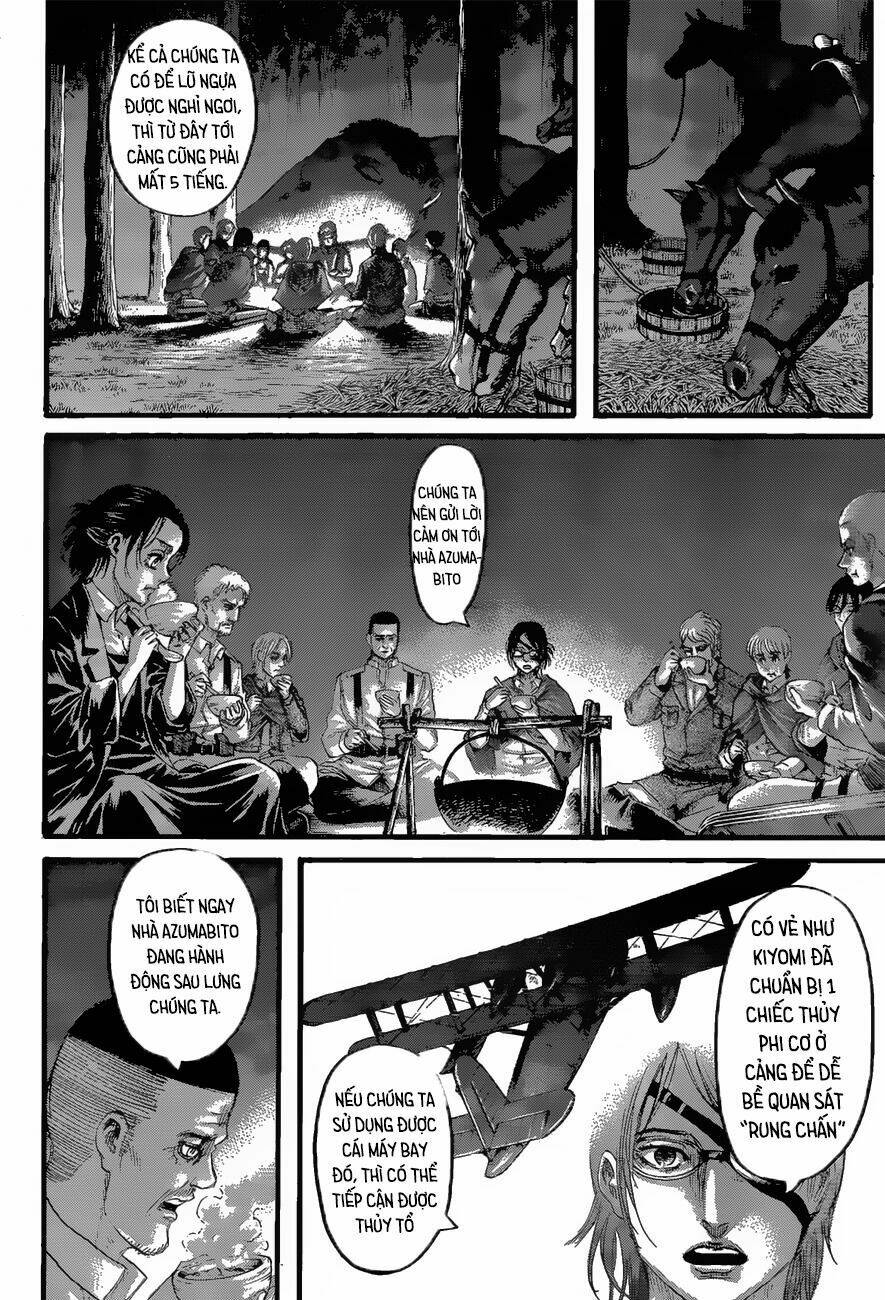 KỂ CẢ CHÚNG TA
CÓ ĐỂ LŨ NGỰA
ĐƯỢC NGHỈ NGƠI,
THÌ TỪ ĐÂY TỚI
CẢNG CŨNG PHẢI
MẤT 5 TIẾNG.
CHÚNG TA
NÊN GỬI LỜI
CẢM ƠN TỚI
NHÀ AZUMA-
BITO
TÔI BIẾT NGAY
NHÀ AZUMABITO
ĐANG HÀNH
ĐỘNG SAU LƯNG
CHÚNG TA.
CÓ VẺ NHƯ
KIYOMI ĐÃ
CHUẨN BỊ 1
CHIẾC THỦY
PHI CƠ Ở
CẢNG ĐỂ DỄ
BỀ QUAN SÁT
"RUNG CHẤN"
NẾU CHÚNG TA
SỬ DỤNG ĐƯỢC
CÁI MÁY BAY
ĐÓ, THÌ CÓ THỂ
TIẾP CẬN ĐƯỢC
THỦY TỔ